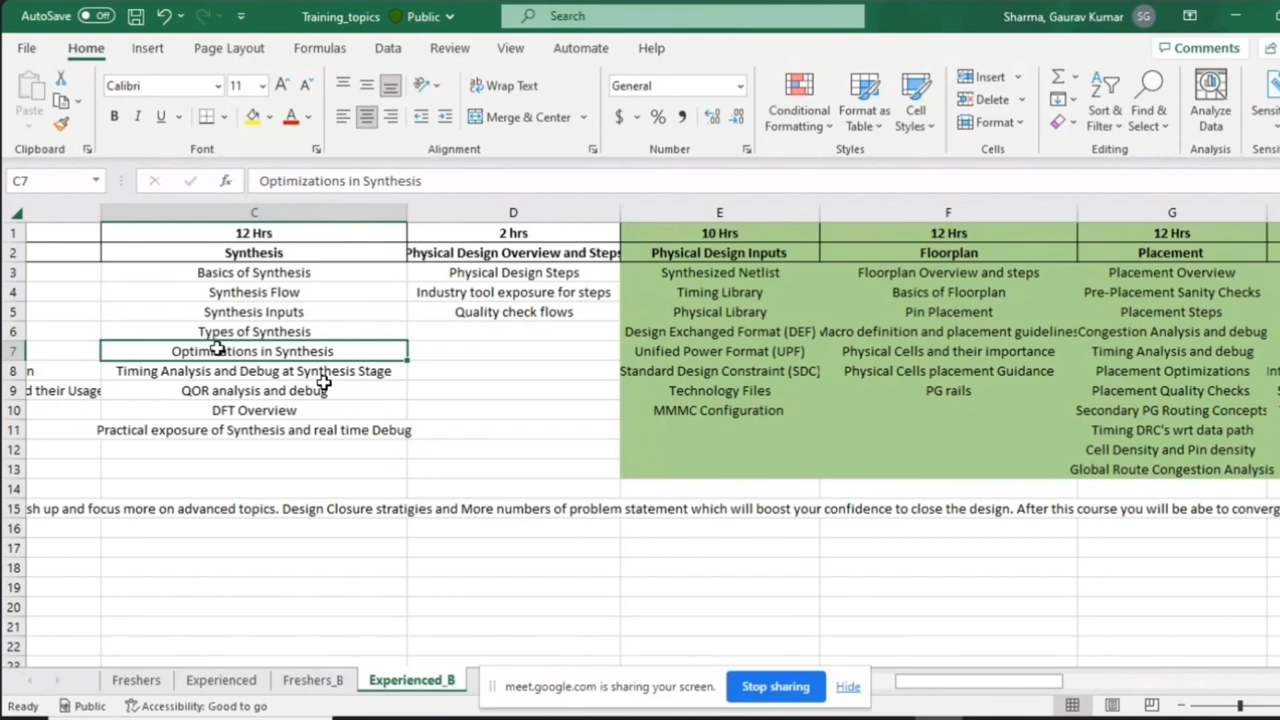 AutoSave Off Training_topics Public Search Sharma, Gaurav Kumar SG
File Home Insert Page Layout Formulas Data Review View Automate Help Comments
Paste Calibri 11 Wrap Text General Conditional Formatting Format as Table Cell Styles Insert Delete Format Sort & Filter Find & Select Analyze Data
B I U Merge & Center $ %
Clipboard Font Alignment Number Styles Cells Editing Analysis
C7 fx Optimizations in Synthesis
C D E F G
1 12 Hrs 2 hrs 10 Hrs 12 Hrs 12 Hrs
2 Synthesis Physical Design Overview and Steps Physical Design Inputs Floorplan Placement
3 Basics of Synthesis Physical Design Steps Synthesized Netlist Floorplan Overview and steps Placement Overview
4 Synthesis Flow Industry tool exposure for steps Timing Library Basics of Floorplan Pre-Placement Sanity Checks
5 Synthesis Inputs Quality check flows Physical Library Pin Placement Placement Steps
6 Types of Synthesis Design Exchanged Format (DEF) Macro definition and placement guidelines Congestion Analysis and debug
7 Optimizations in Synthesis Unified Power Format (UPF) Physical Cells and their importance Timing Analysis and debug
8 Timing Analysis and Debug at Synthesis Stage Standard Design Constraint (SDC) Physical Cells placement Guidance Placement Optimizations
9 d their Usage QOR analysis and debug Technology Files PG rails Placement Quality Checks
10 DFT Overview MMMC Configuration Secondary PG Routing Concepts
11 Practical exposure of Synthesis and real time Debug Timing DRC's wrt data path
12 Cell Density and Pin density
13 Global Route Congestion Analysis
14
15 sh up and focus more on advanced topics. Design Closure stratigies and More numbers of problem statement which will boost your confidence to close the design. After this course you will be abe to converg
16
17
18
19
20
21
22
23
Freshers Experienced Freshers_B Experienced_B meet.google.com is sharing your screen. Stop sharing Hide
Ready Public Accessibility: Good to go